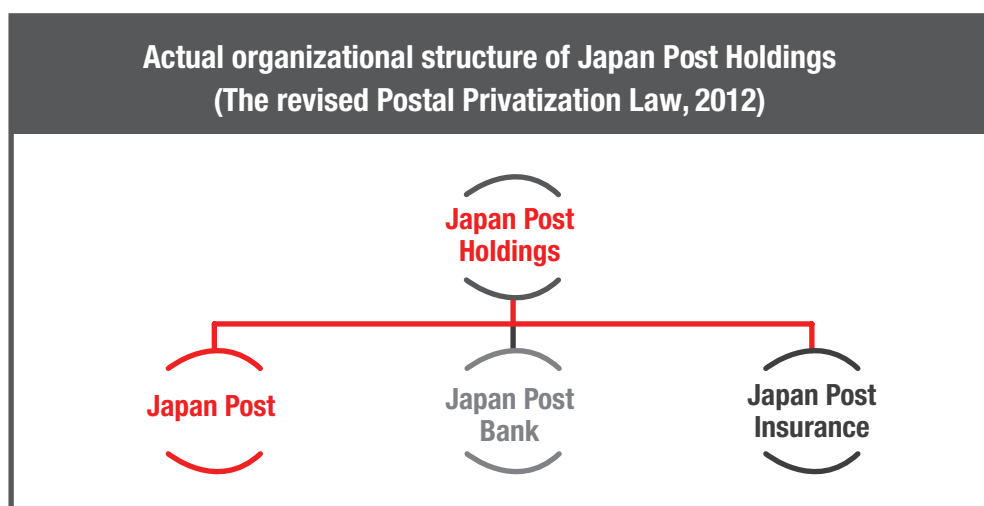 Actual organizational structure of Japan Post Holdings
(The revised Postal Privatization Law, 2012)
Japan Post
Holdings
Japan Post
Japan Post
Bank
Japan Post
Insurance